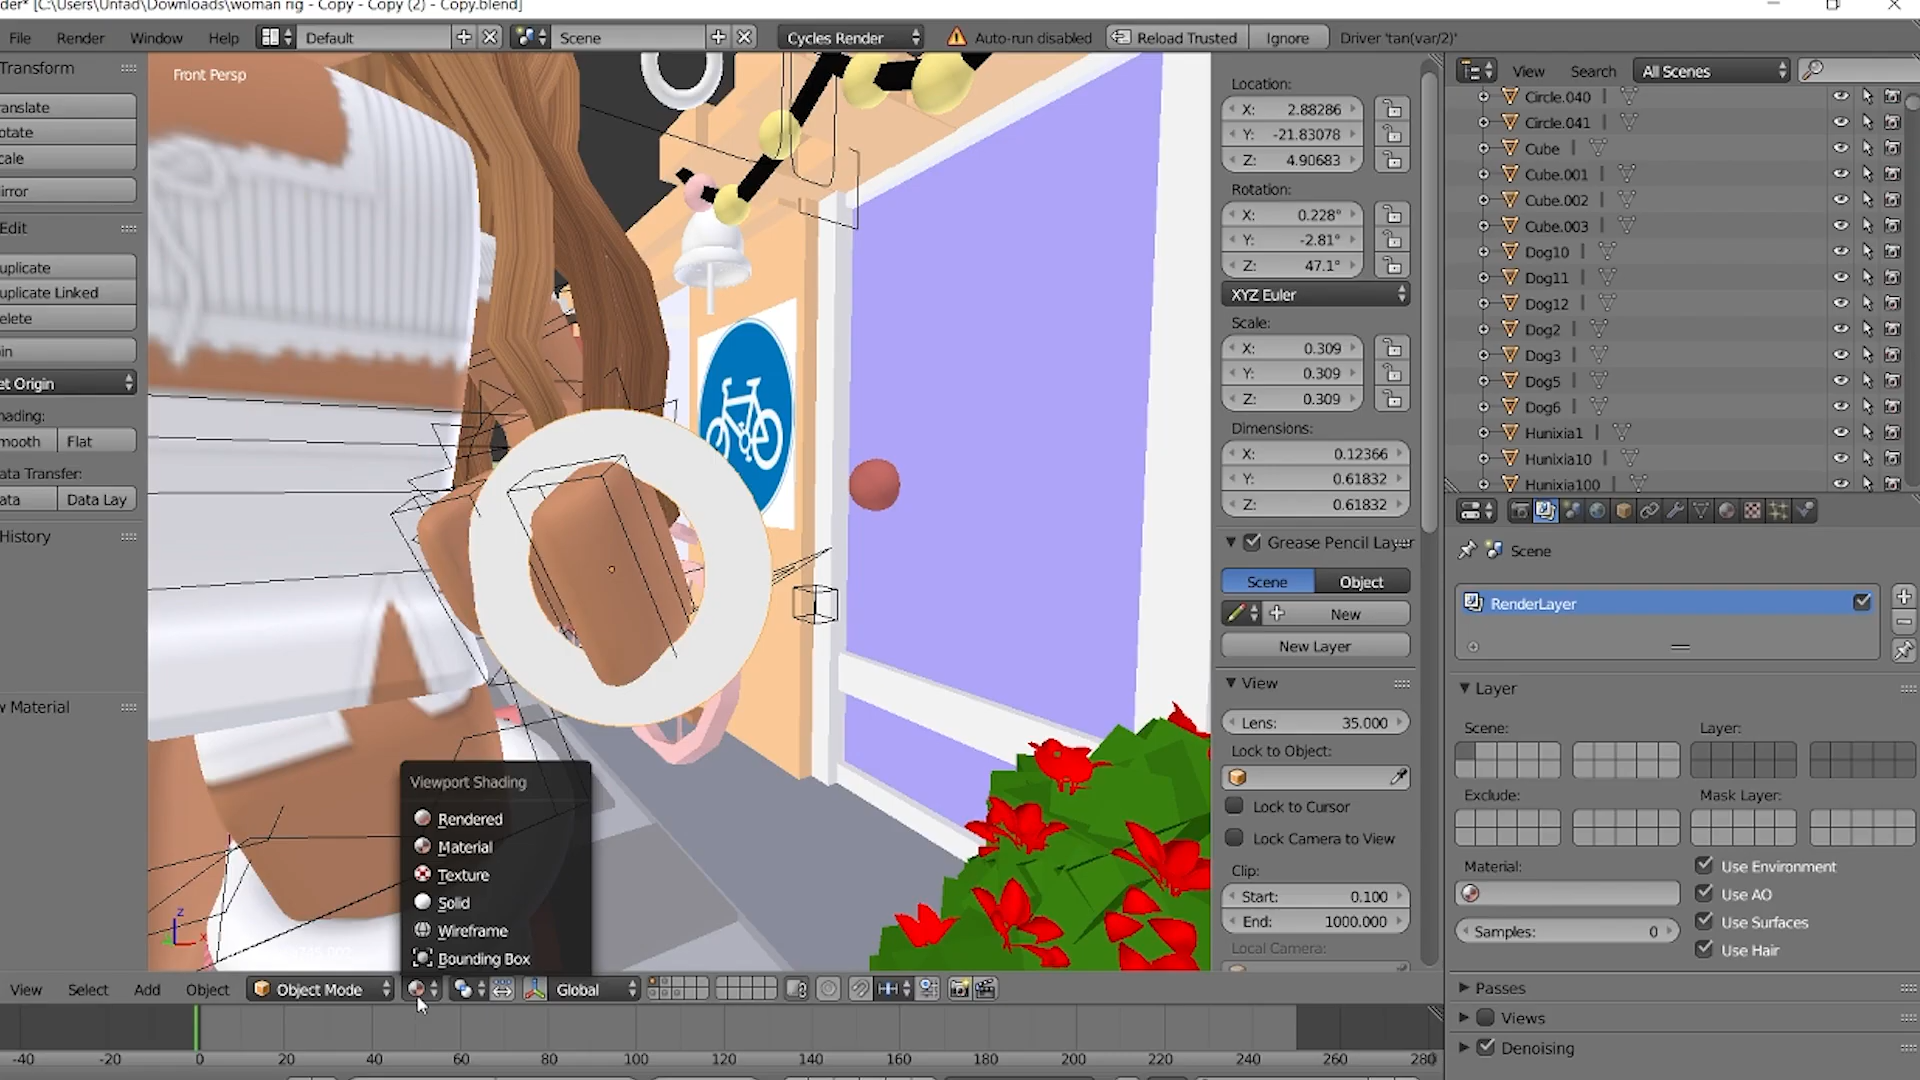 der* [C:\Users\Unfad\Downloads\woman rig - Copy - Copy (2) - Copy.blend]
File Render Window Help Default Scene Cycles Render Auto-run disabled Reload Trusted Ignore Driver 'tan(var/2)'
Transform
anslate
otate
cale
irror
Edit
uplicate
uplicate Linked
elete
in
et Origin
hading:
mooth Flat
ata Transfer:
ata Data Lay
History
w Material
Front Persp
Viewport Shading
Rendered
Material
Texture
Solid
Wireframe
Bounding Box
View Select Add Object Object Mode Global
-40 -20 0 20 40 60 80 100 120 140 160 180 200 220 240 260 280
Location:
X: 2.88286
Y: -21.83078
Z: 4.90683
Rotation:
X: 0.228°
Y: -2.81°
Z: 47.1°
XYZ Euler
Scale:
X: 0.309
Y: 0.309
Z: 0.309
Dimensions:
X: 0.12366
Y: 0.61832
Z: 0.61832
Grease Pencil Layer
Scene Object
New
New Layer
View
Lens: 35.000
Lock to Object:
Lock to Cursor
Lock Camera to View
Clip:
Start: 0.100
End: 1000.000
Local Camera:
View Search All Scenes
Circle.040
Circle.041
Cube
Cube.001
Cube.002
Cube.003
Dog10
Dog11
Dog12
Dog2
Dog3
Dog5
Dog6
Hunixia1
Hunixia10
Hunixia100
Scene
RenderLayer
Layer
Scene: Layer:
Exclude: Mask Layer:
Material: Use Environment
Use AO
Samples: 0 Use Surfaces
Use Hair
Passes
Views
Denoising